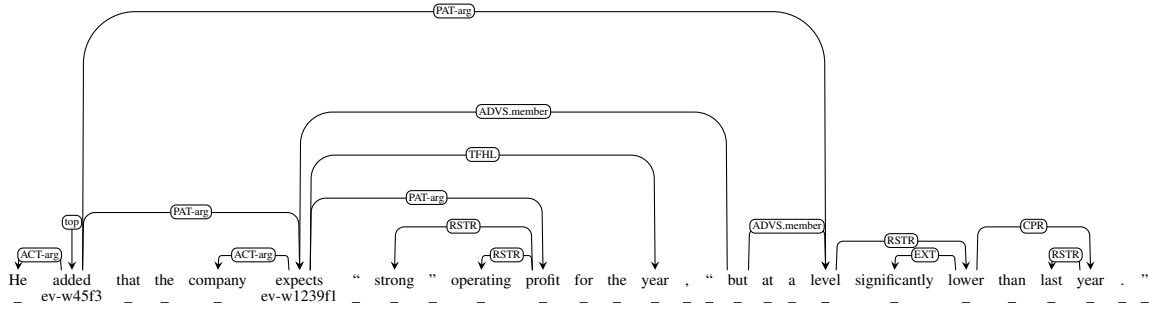 PAT-arg
ADVS.member
TFHL
PAT-arg
top PAT-arg
RSTR ADVS.member CPR
ACT-arg ACT-arg RSTR RSTR EXT RSTR
He added that the company expects “ strong ” operating profit for the year , “ but at a level significantly lower than last year . ”
_ ev-w45f3 _ _ _ ev-w1239f1 _ _ _ _ _ _ _ _ _ _ _ _ _ _ _ _ _ _ _ _ _